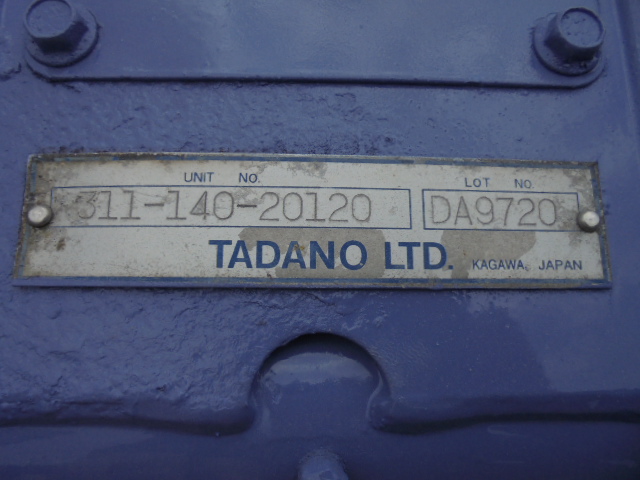 UNIT NO. LOT NO.
311-140-20120 DA9720
TADANO LTD. KAGAWA, JAPAN